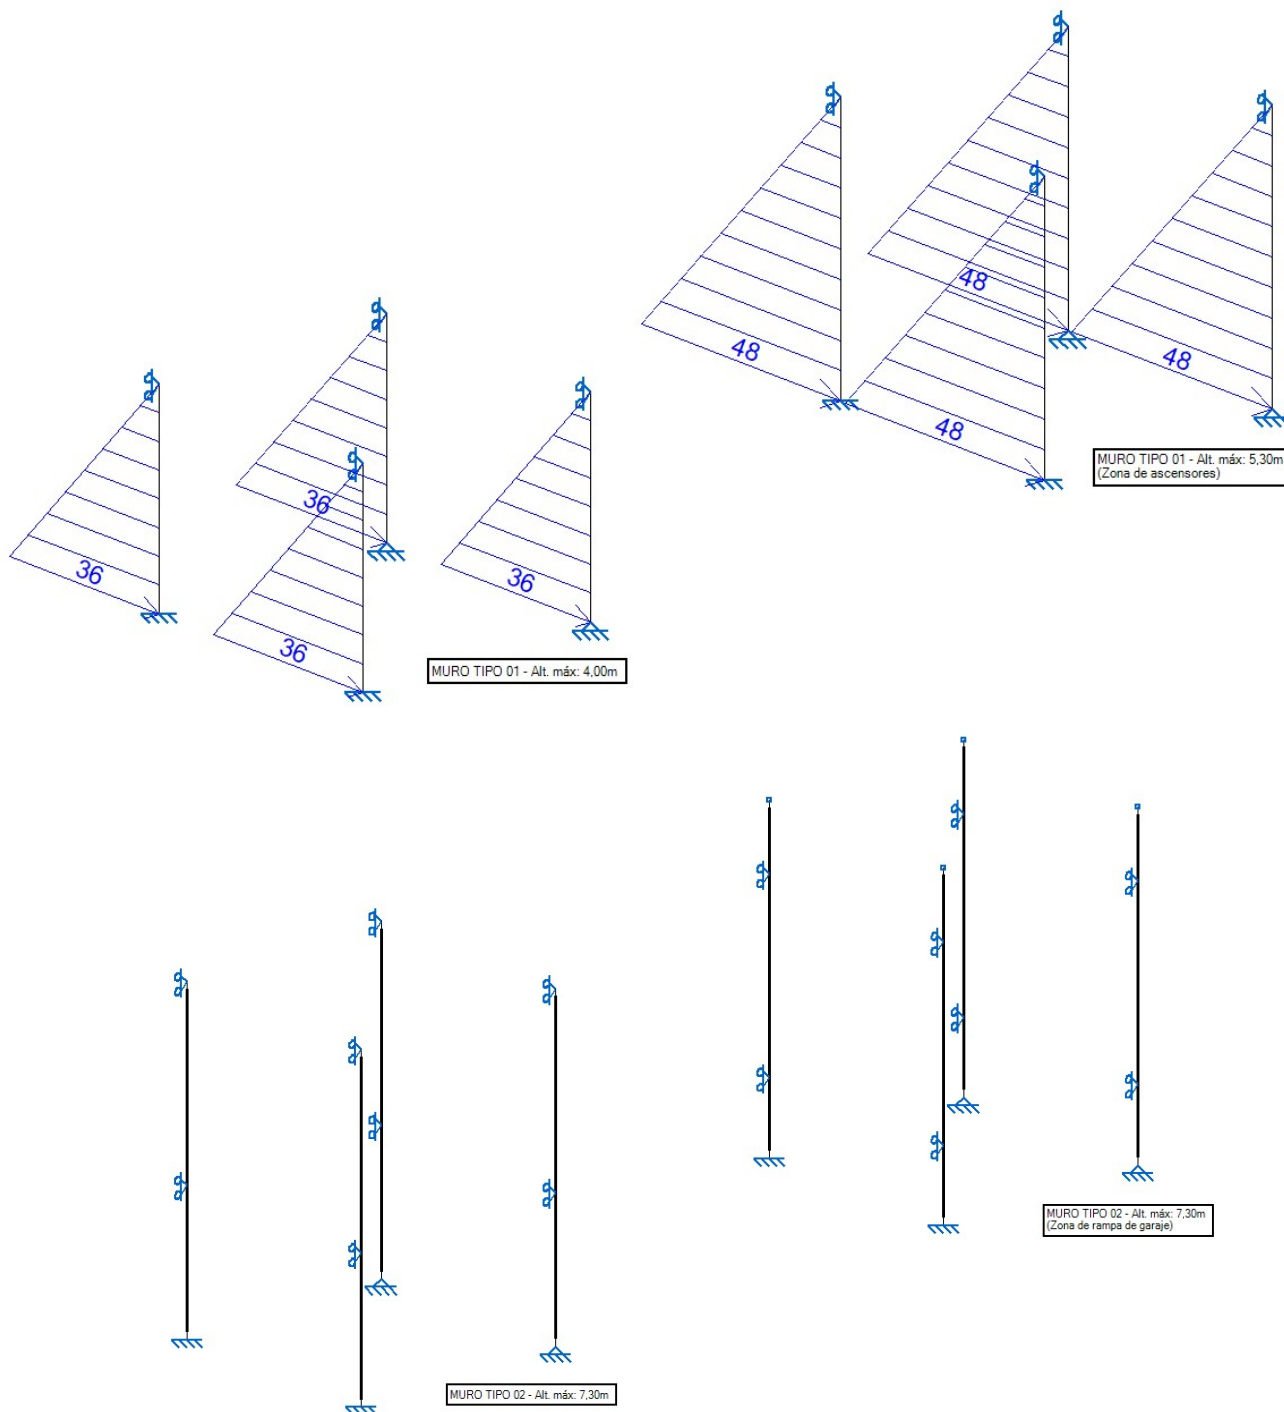 48
48
48
48
MURO TIPO 01 - Alt. máx: 5,30m
(Zona de ascensores)
36
36
36
36
MURO TIPO 01 - Alt. máx: 4,00m
MURO TIPO 02 - Alt. máx: 7,30m
(Zona de rampa de garaje)
MURO TIPO 02 - Alt. máx: 7,30m